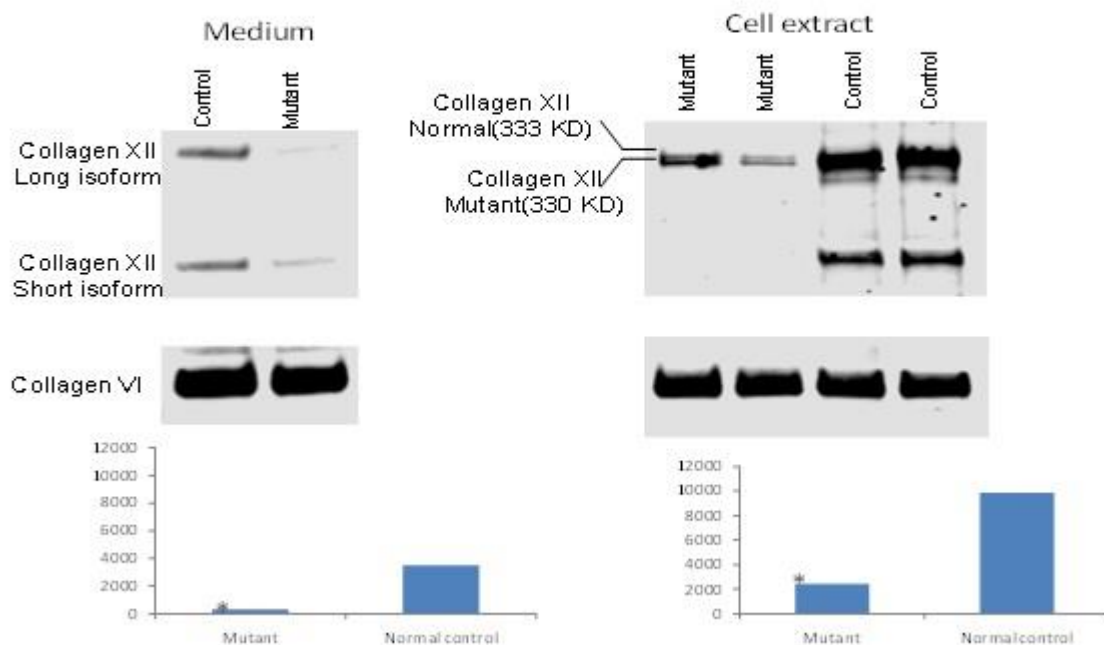 Medium
Control
Mutant
Collagen XII
Long isoform
Collagen XII
Short isoform
Collagen VI
12000
10000
8000
6000
4000
2000
0
*
Mutant
Normal control
Cell extract
Mutant
Mutant
Control
Control
Collagen XII
Normal(333 KD)
Collagen XII
Mutant(330 KD)
12000
10000
8000
6000
4000
2000
0
*
Mutant
Normal control